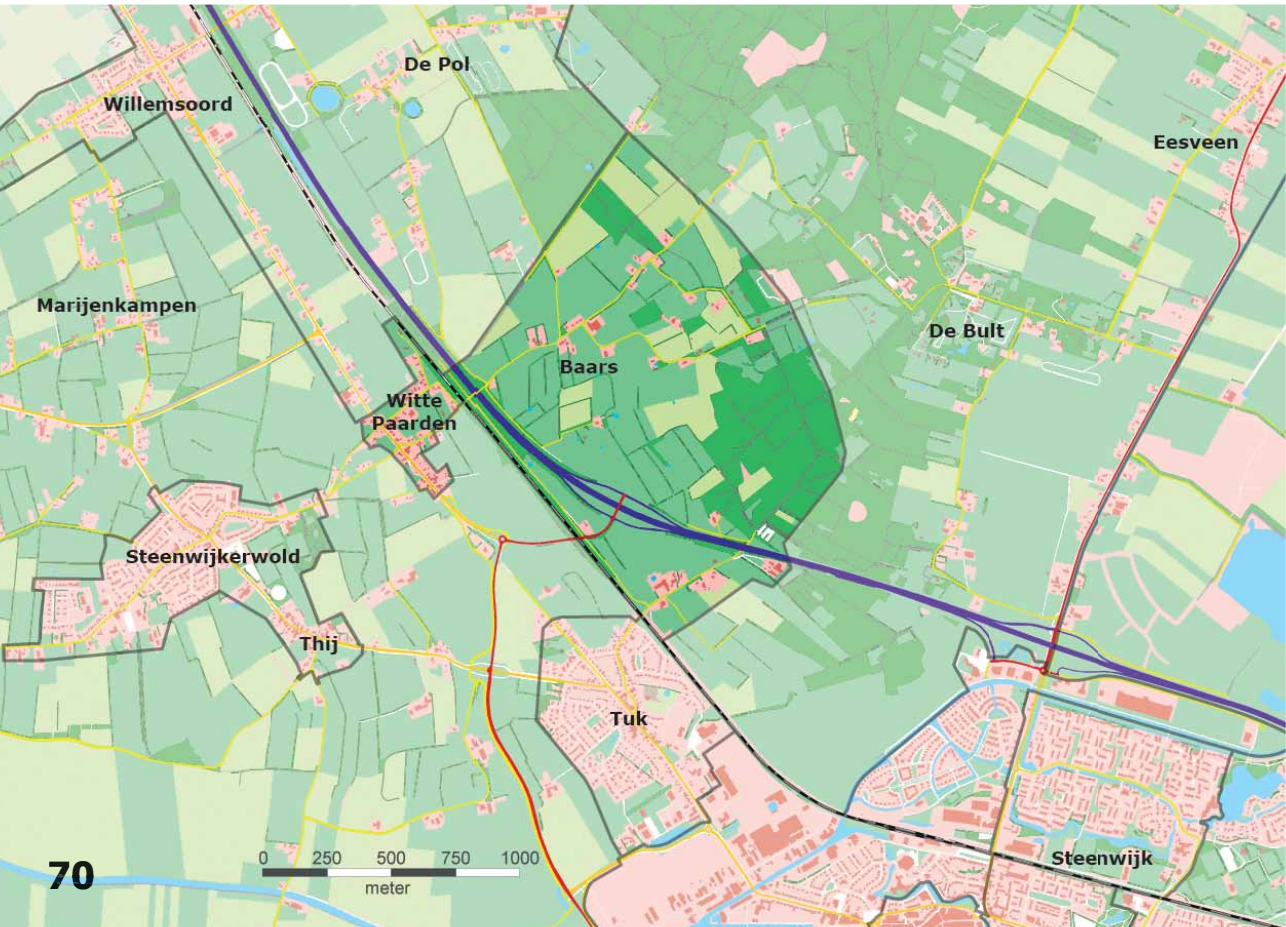 De Pol
Willemsoord
Eesveen
Marijenkampen
De Bult
Baars
Witte
Paarden
Steenwijkerwold
Thij
Tuk
Steenwijk
70
0 250 500 750 1000
meter